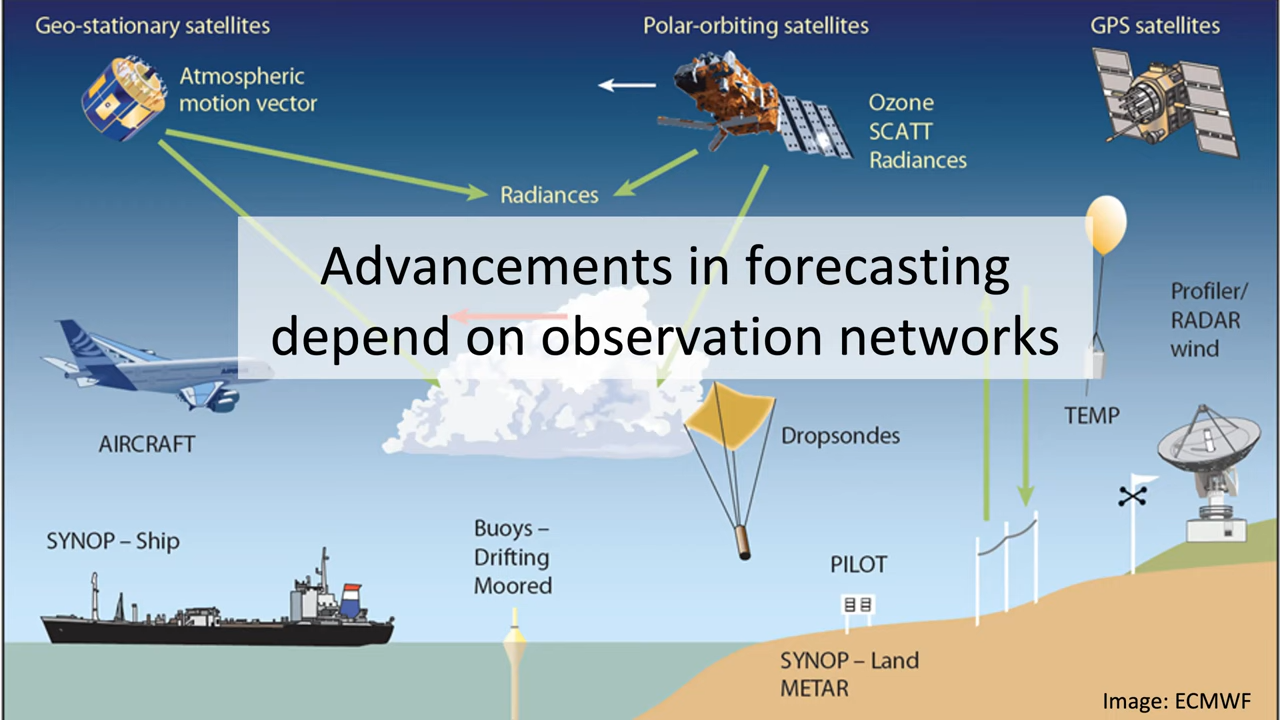 Geo-stationary satellites
Polar-orbiting satellites
GPS satellites
Atmospheric
motion vector
Ozone
SCATT
Radiances
Radiances
Advancements in forecasting
depend on observation networks
Profiler/
RADAR
wind
TEMP
AIRCRAFT
Dropsondes
SYNOP – Ship
Buoys –
Drifting
Moored
PILOT
SYNOP – Land
METAR
Image: ECMWF